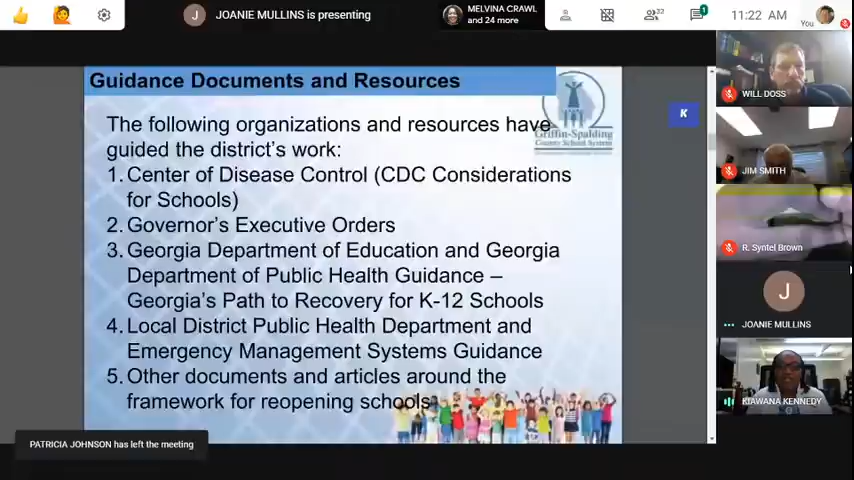 JOANIE MULLINS is presenting
MELVINA CRAWL
and 24 more
32
1
11:22 AM
You
J
Guidance Documents and Resources
Griffin-Spalding
County School System
K
The following organizations and resources have
guided the district's work:
1. Center of Disease Control (CDC Considerations
for Schools)
2. Governor's Executive Orders
3. Georgia Department of Education and Georgia
Department of Public Health Guidance –
Georgia's Path to Recovery for K-12 Schools
4. Local District Public Health Department and
Emergency Management Systems Guidance
5. Other documents and articles around the
framework for reopening schools
WILL DOSS
JIM SMITH
R. Syntel Brown
J
JOANIE MULLINS
KIAWANA KENNEDY
PATRICIA JOHNSON has left the meeting